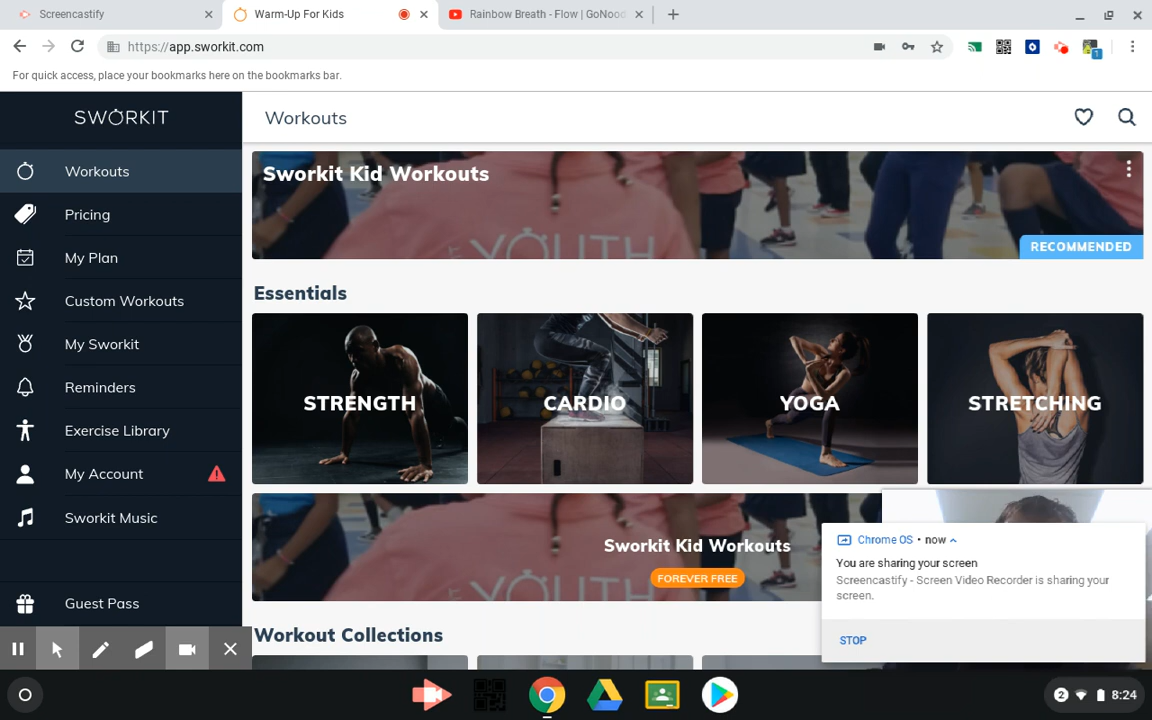 Screencastify
Warm-Up For Kids
Rainbow Breath - Flow | GoNood
https://app.sworkit.com
For quick access, place your bookmarks here on the bookmarks bar.
1
SWORKIT
Workouts
Pricing
My Plan
Custom Workouts
My Sworkit
Reminders
Exercise Library
My Account
Sworkit Music
Guest Pass
Workouts
Sworkit Kid Workouts
YOUTH
RECOMMENDED
Essentials
STRENGTH
CARDIO
YOGA
STRETCHING
Sworkit Kid Workouts
FOREVER FREE
Workout Collections
Chrome OS • now
You are sharing your screen
Screencastify - Screen Video Recorder is sharing your
screen.
STOP
2
8:24